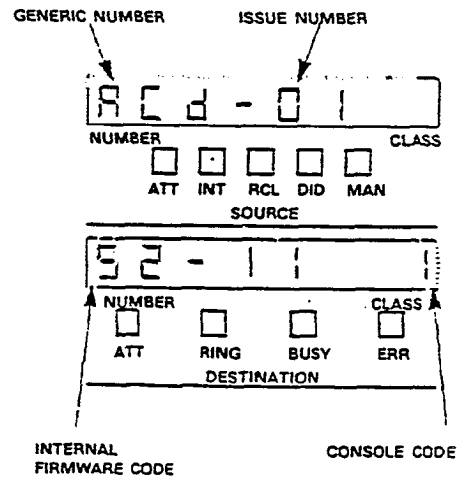 GENERIC NUMBER ISSUE NUMBER
ACd-01
NUMBER CLASS
ATT INT RCL DID MAN
SOURCE
52-11 1
NUMBER CLASS
ATT RING BUSY ERR
DESTINATION
INTERNAL
FIRMWARE CODE
CONSOLE CODE